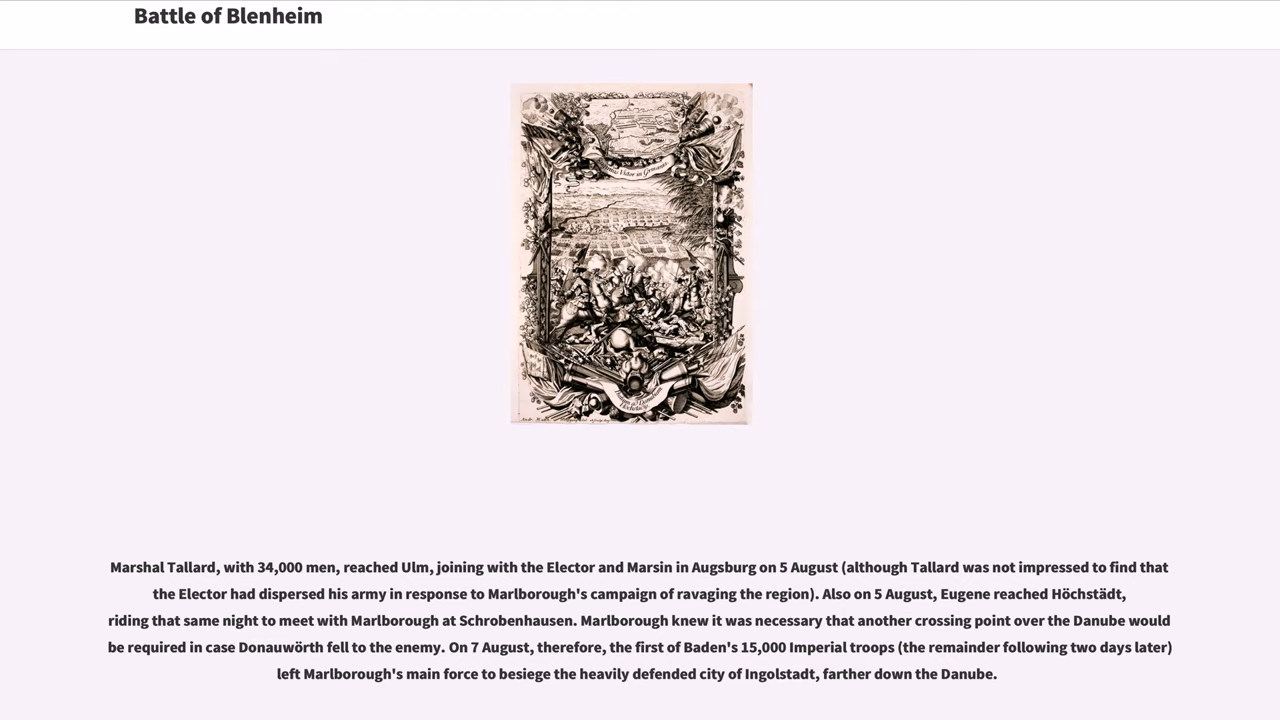 Battle of Blenheim
Victor in
Marshal Tallard, with 34,000 men, reached Ulm, joining with the Elector and Marsin in Augsburg on 5 August (although Tallard was not impressed to find that
the Elector had dispersed his army in response to Marlborough's campaign of ravaging the region). Also on 5 August, Eugene reached Höchstädt,
riding that same night to meet with Marlborough at Schrobenhausen. Marlborough knew it was necessary that another crossing point over the Danube would
be required in case Donauwörth fell to the enemy. On 7 August, therefore, the first of Baden's 15,000 Imperial troops (the remainder following two days later)
left Marlborough's main force to besiege the heavily defended city of Ingolstadt, farther down the Danube.